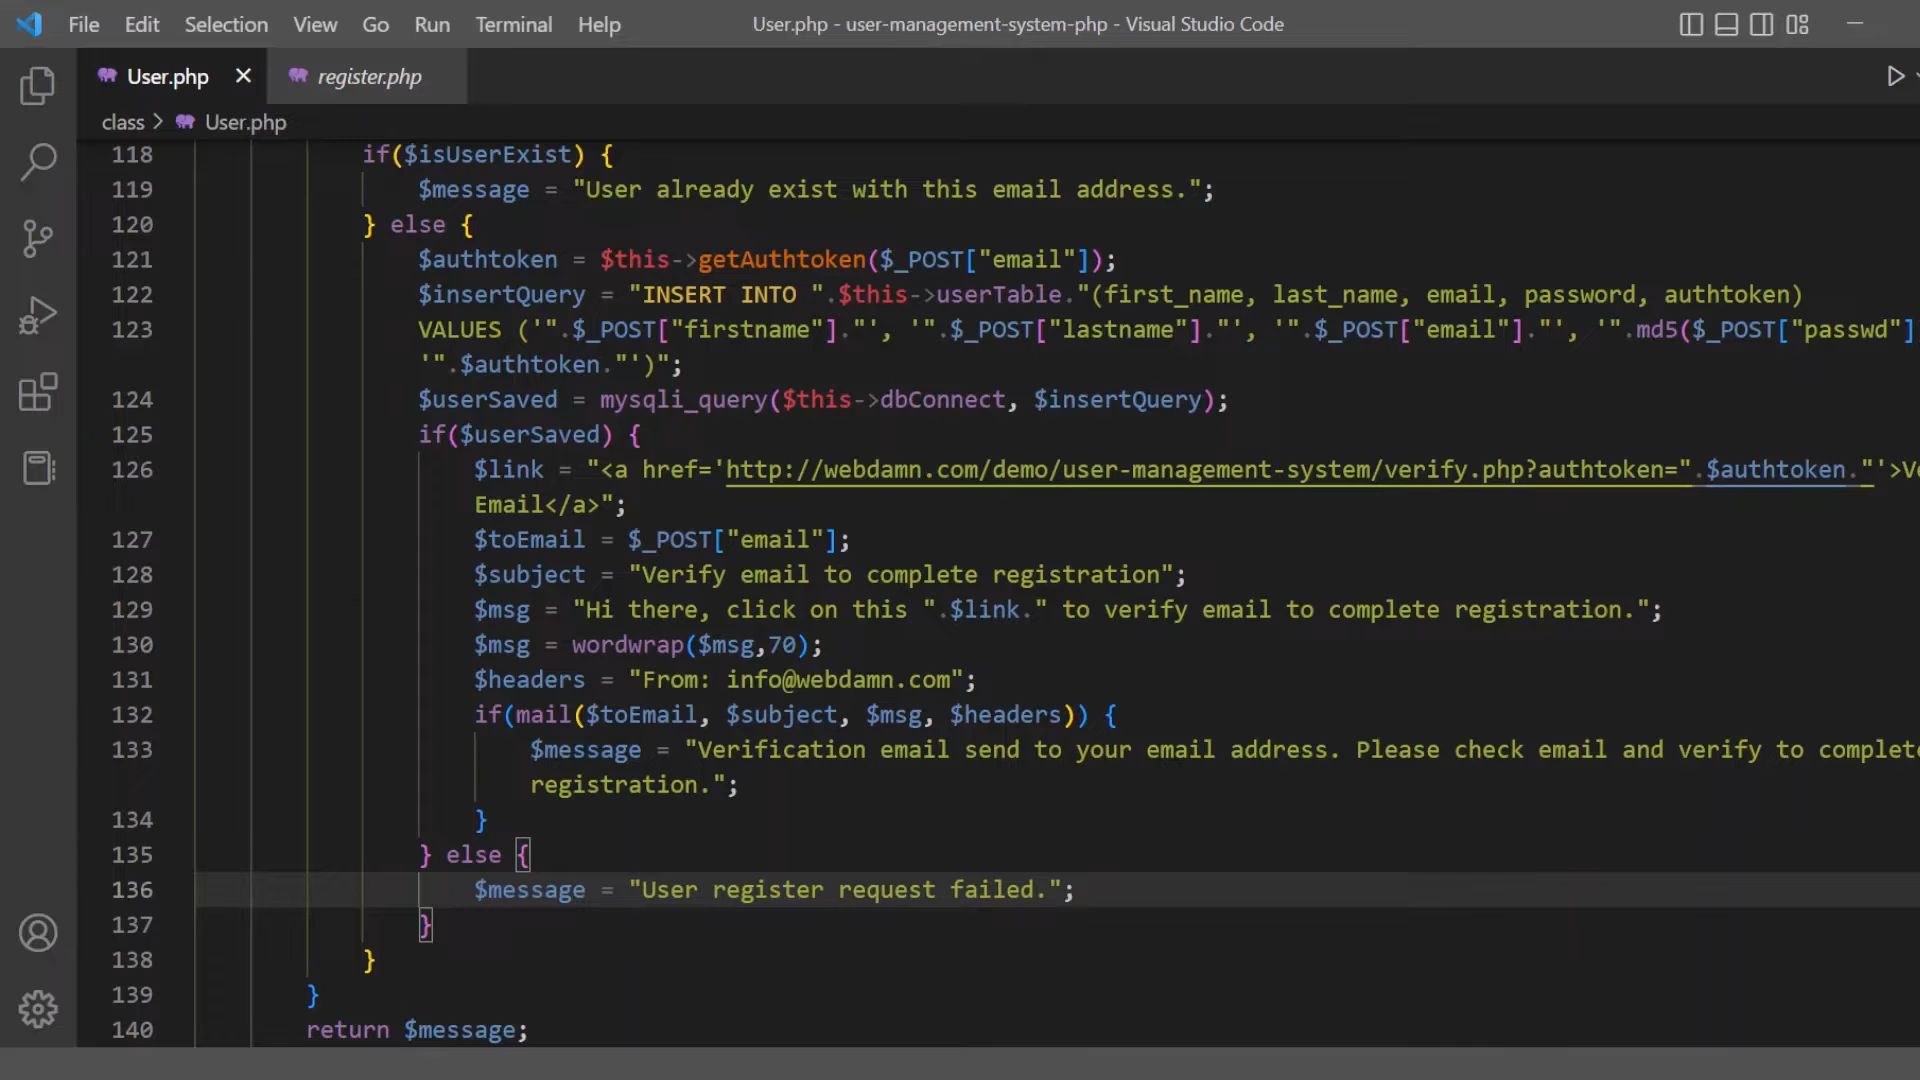 File Edit Selection View Go Run Terminal Help User.php - user-management-system-php - Visual Studio Code
User.php register.php
class > User.php
118 if($isUserExist) {
119 $message = "User already exist with this email address.";
120 } else {
121 $authtoken = $this->getAuthtoken($_POST["email"]);
122 $insertQuery = "INSERT INTO ".$this->userTable."(first_name, last_name, email, password, authtoken)
123 VALUES ('".$_POST["firstname"]."', '".$_POST["lastname"]."', '".$_POST["email"]."', '".md5($_POST["passwd"]
'".$authtoken."')";
124 $userSaved = mysqli_query($this->dbConnect, $insertQuery);
125 if($userSaved) {
126 $link = "<a href='http://webdamn.com/demo/user-management-system/verify.php?authtoken=".$authtoken."'>
Email</a>";
127 $toEmail = $_POST["email"];
128 $subject = "Verify email to complete registration";
129 $msg = "Hi there, click on this ".$link." to verify email to complete registration.";
130 $msg = wordwrap($msg,70);
131 $headers = "From: info@webdamn.com";
132 if(mail($toEmail, $subject, $msg, $headers)) {
133 $message = "Verification email send to your email address. Please check email and verify to complete
registration.";
134 }
135 } else {
136 $message = "User register request failed.";
137 }
138 }
139 }
140 return $message;